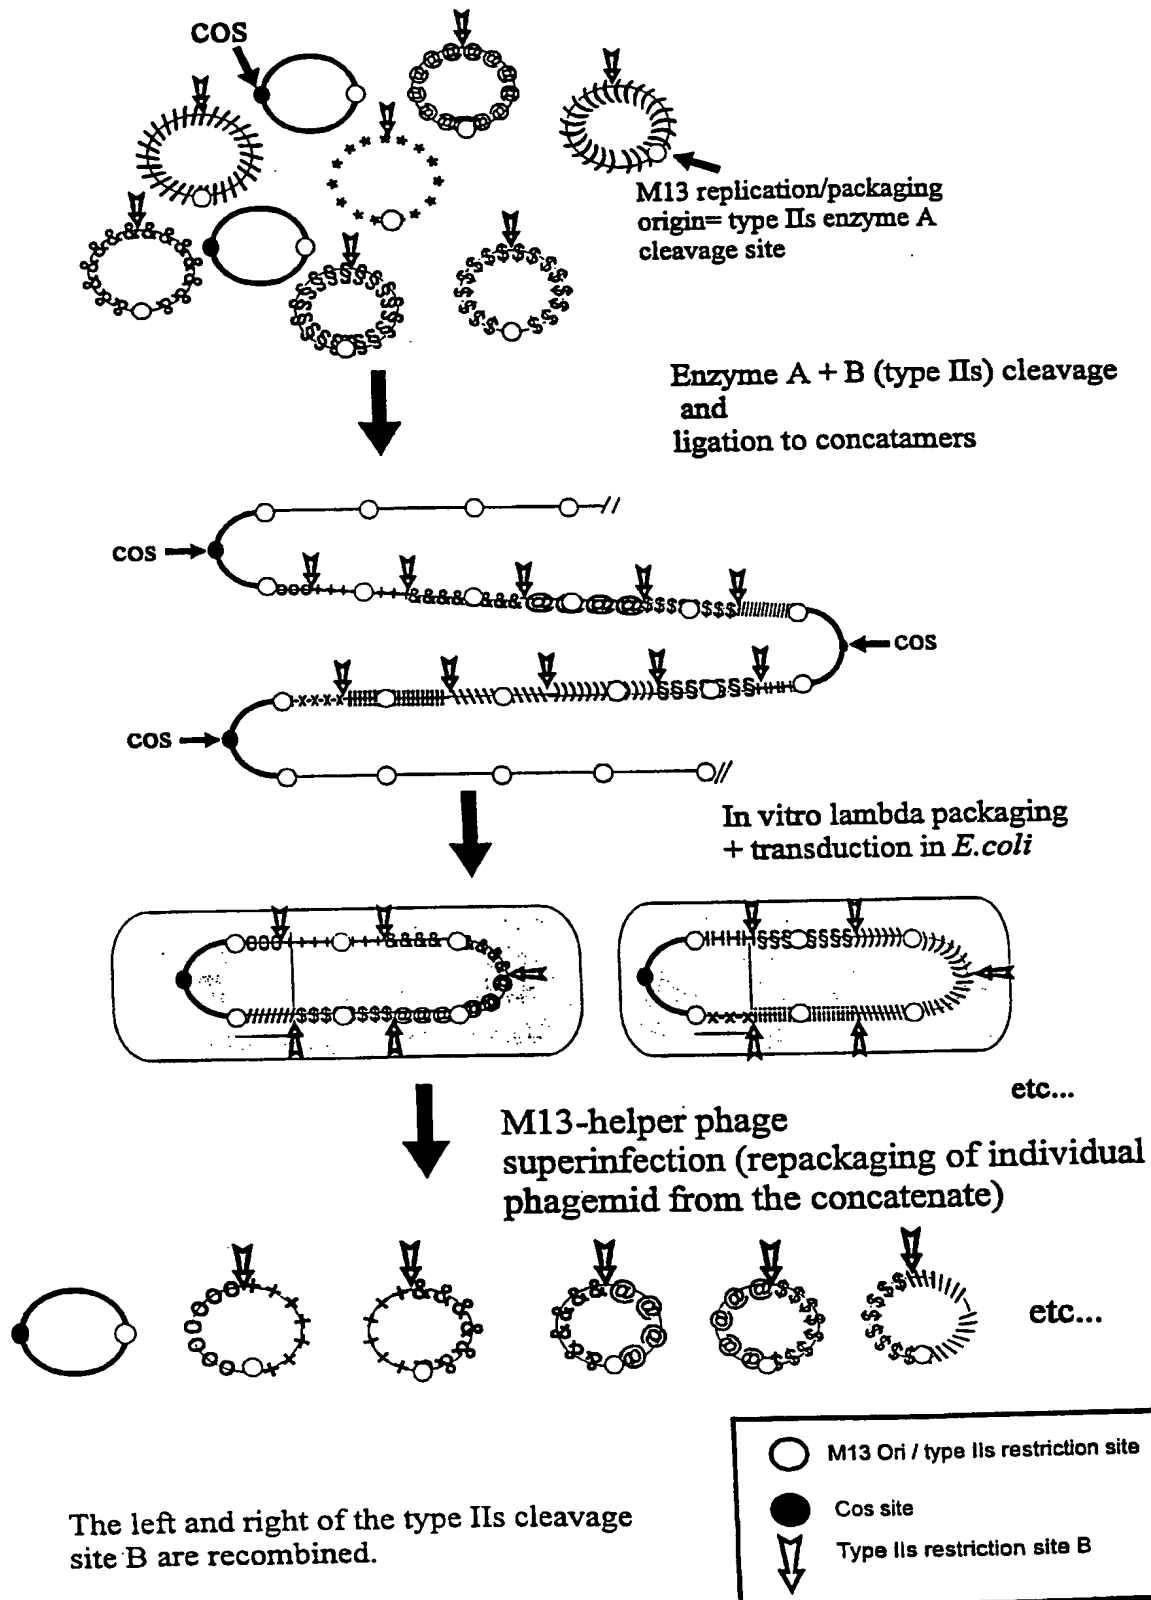 COS
M13 replication/packaging
origin= type IIs enzyme A
cleavage site
Enzyme A + B (type IIs) cleavage
and
ligation to concatamers
COS
COS
COS
In vitro lambda packaging
+ transduction in E.coli
etc...
M13-helper phage
superinfection (repackaging of individual
phagemid from the concatenate)
etc...
M13 Ori / type IIs restriction site
Cos site
Type IIs restriction site B
The left and right of the type IIs cleavage
site B are recombined.